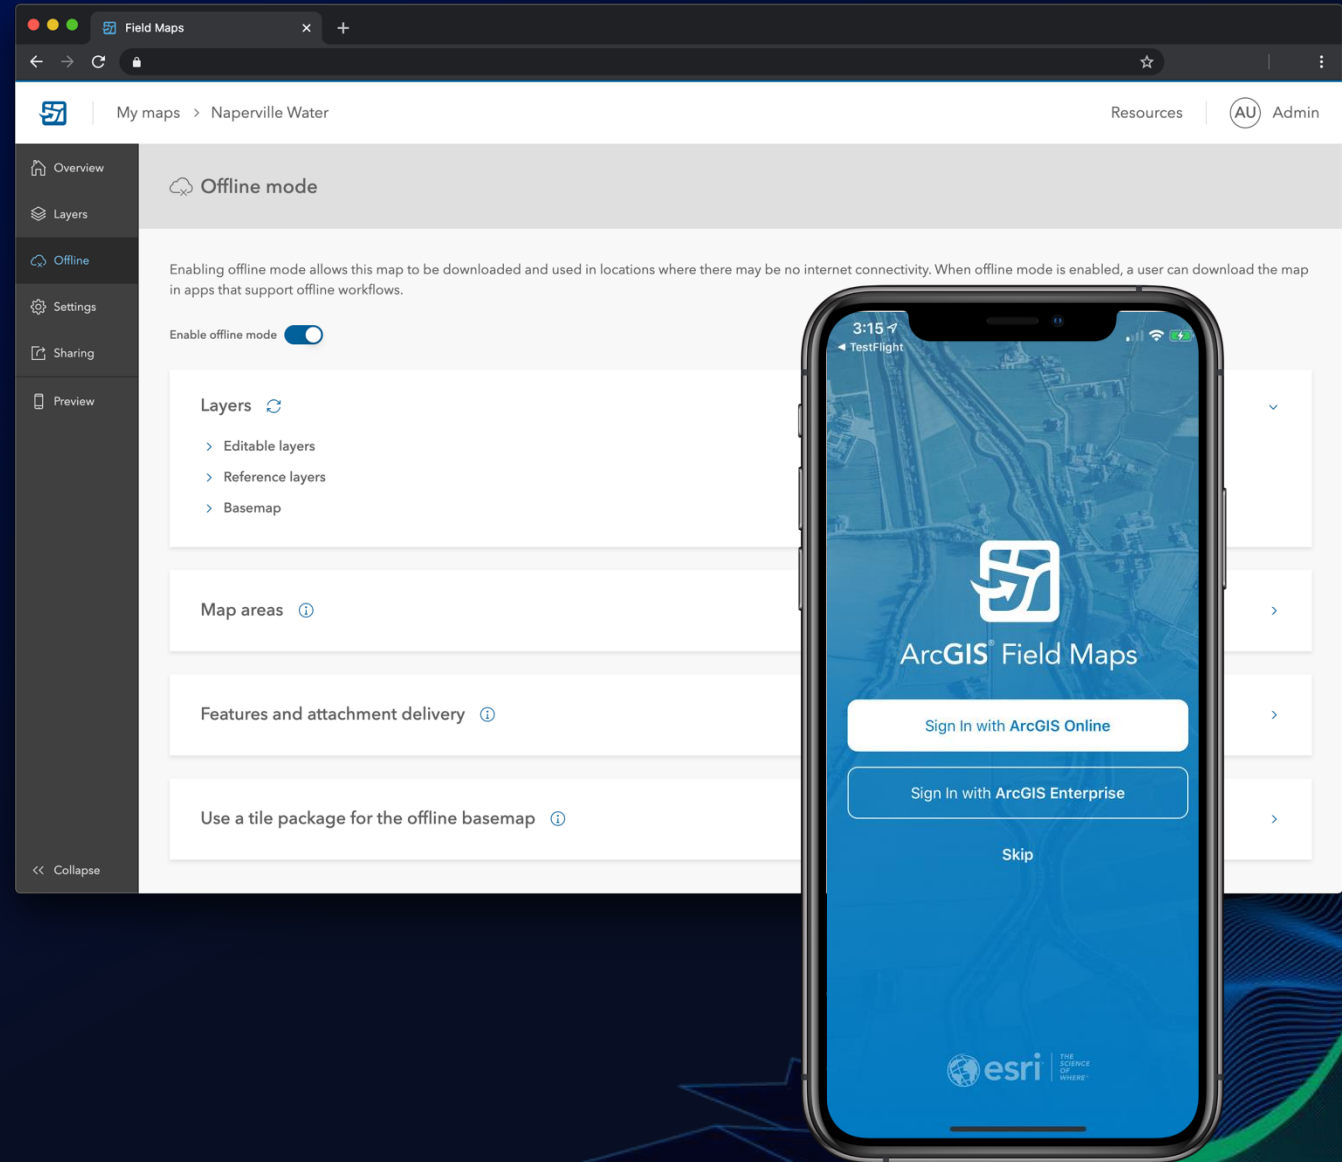 Field Maps
My maps > Naperville Water
Resources
AU Admin
Overview
Layers
Offline
Settings
Sharing
Preview
<< Collapse
Offline mode
Enabling offline mode allows this map to be downloaded and used in locations where there may be no internet connectivity. When offline mode is enabled, a user can download the map
in apps that support offline workflows.
Enable offline mode
Layers
Editable layers
Reference layers
Basemap
Map areas
Features and attachment delivery
Use a tile package for the offline basemap
3:15
TestFlight
ArcGIS® Field Maps
Sign In with ArcGIS Online
Sign In with ArcGIS Enterprise
Skip
esri
THE
SCIENCE
OF
WHERE